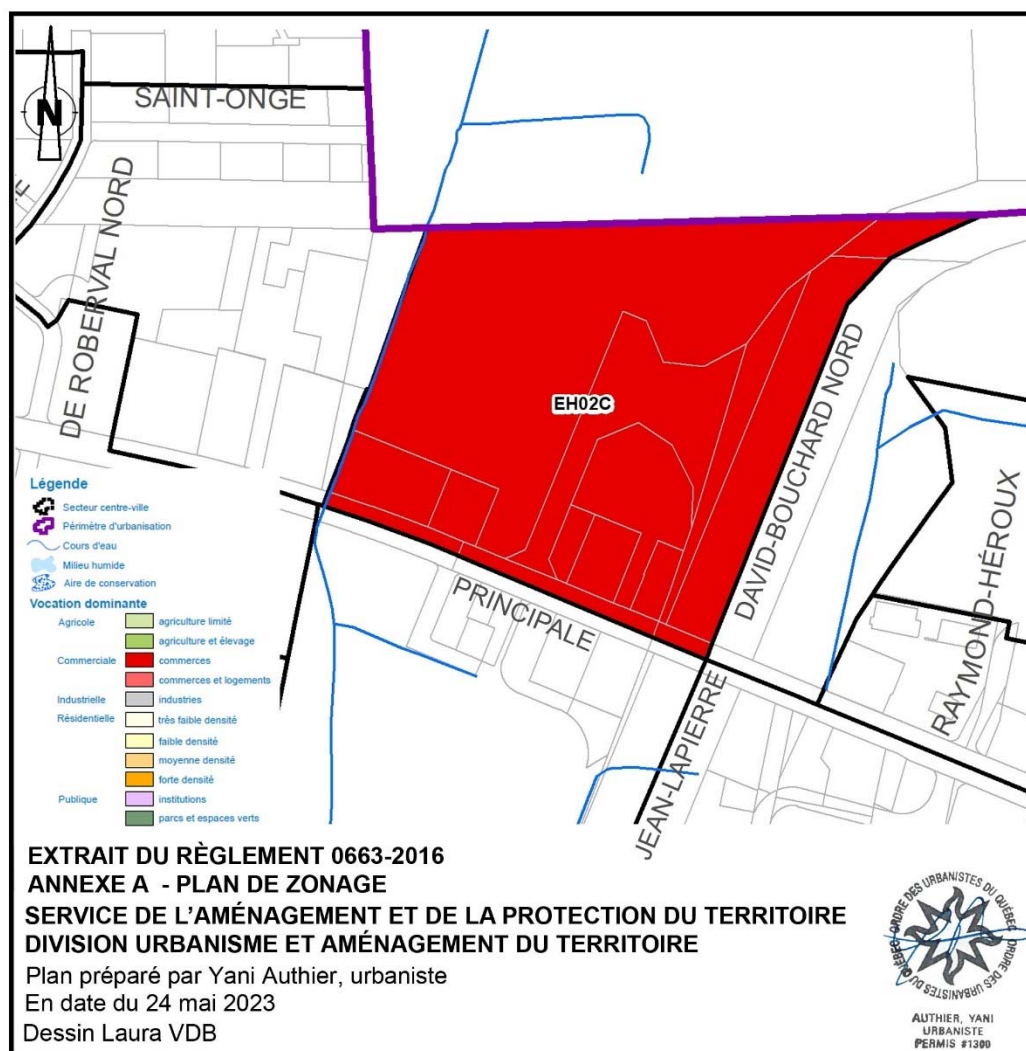 SAINT-ONGE
N
DE ROBERVAL NORD
EH02C
DAVID-BOUCHARD NORD
RAYMOND-HÉROUX
PRINCIPALE
JEAN-LAPIERRE
Légende
Secteur centre-ville
Périmètre d'urbanisation
Cours d'eau
Milieu humide
Aire de conservation
Vocation dominante
Agricole
agriculture limité
agriculture et élevage
Commerciale
commerces
commerces et logements
Industrielle
industries
Résidentielle
très faible densité
faible densité
moyenne densité
forte densité
Publique
institutions
parcs et espaces verts
EXTRAIT DU RÈGLEMENT 0663-2016
ANNEXE A - PLAN DE ZONAGE
SERVICE DE L'AMÉNAGEMENT ET DE LA PROTECTION DU TERRITOIRE
DIVISION URBANISME ET AMÉNAGEMENT DU TERRITOIRE
Plan préparé par Yani Authier, urbaniste
En date du 24 mai 2023
Dessin Laura VDB
ORDRE DES URBANISTES DU QUÉBEC
ORDRE DES URBANISTES DU QUÉBEC
AUTHIER, YANI
URBANISTE
PERMIS #1300